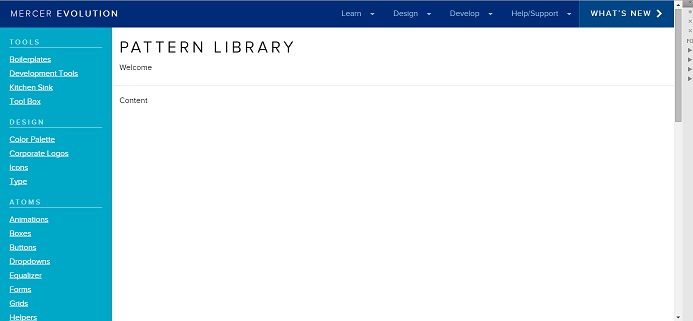 MERCER EVOLUTION
Learn Design Develop Help/Support WHAT'S NEW
TOOLS
Boilerplates
Development Tools
Kitchen Sink
Tool Box
DESIGN
Color Palette
Corporate Logos
Icons
Type
ATOMS
Animations
Boxes
Buttons
Dropdowns
Equalizer
Forms
Grids
Helpers
PATTERN LIBRARY
Welcome
Content